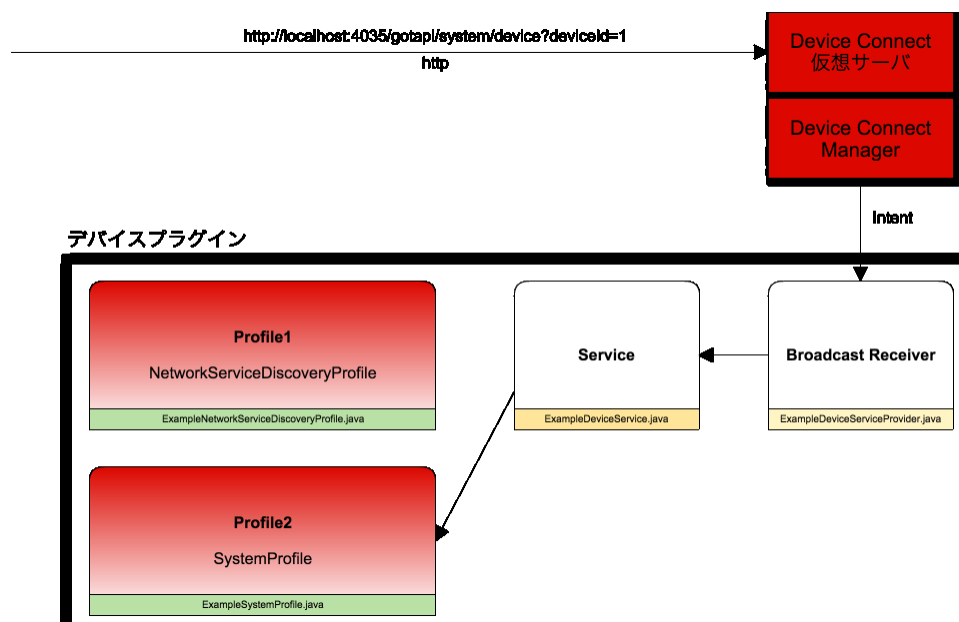 http://localhost:4035/gotapi/system/device?deviceId=1
http
Device Connect
仮想サーバ
Device Connect
Manager
Intent
デバイスプラグイン
Profile1
NetworkServiceDiscoveryProfile
ExampleNetworkServiceDiscoveryProfile.java
Service
ExampleDeviceService.java
Broadcast Receiver
ExampleDeviceServiceProvider.java
Profile2
SystemProfile
ExampleSystemProfile.java